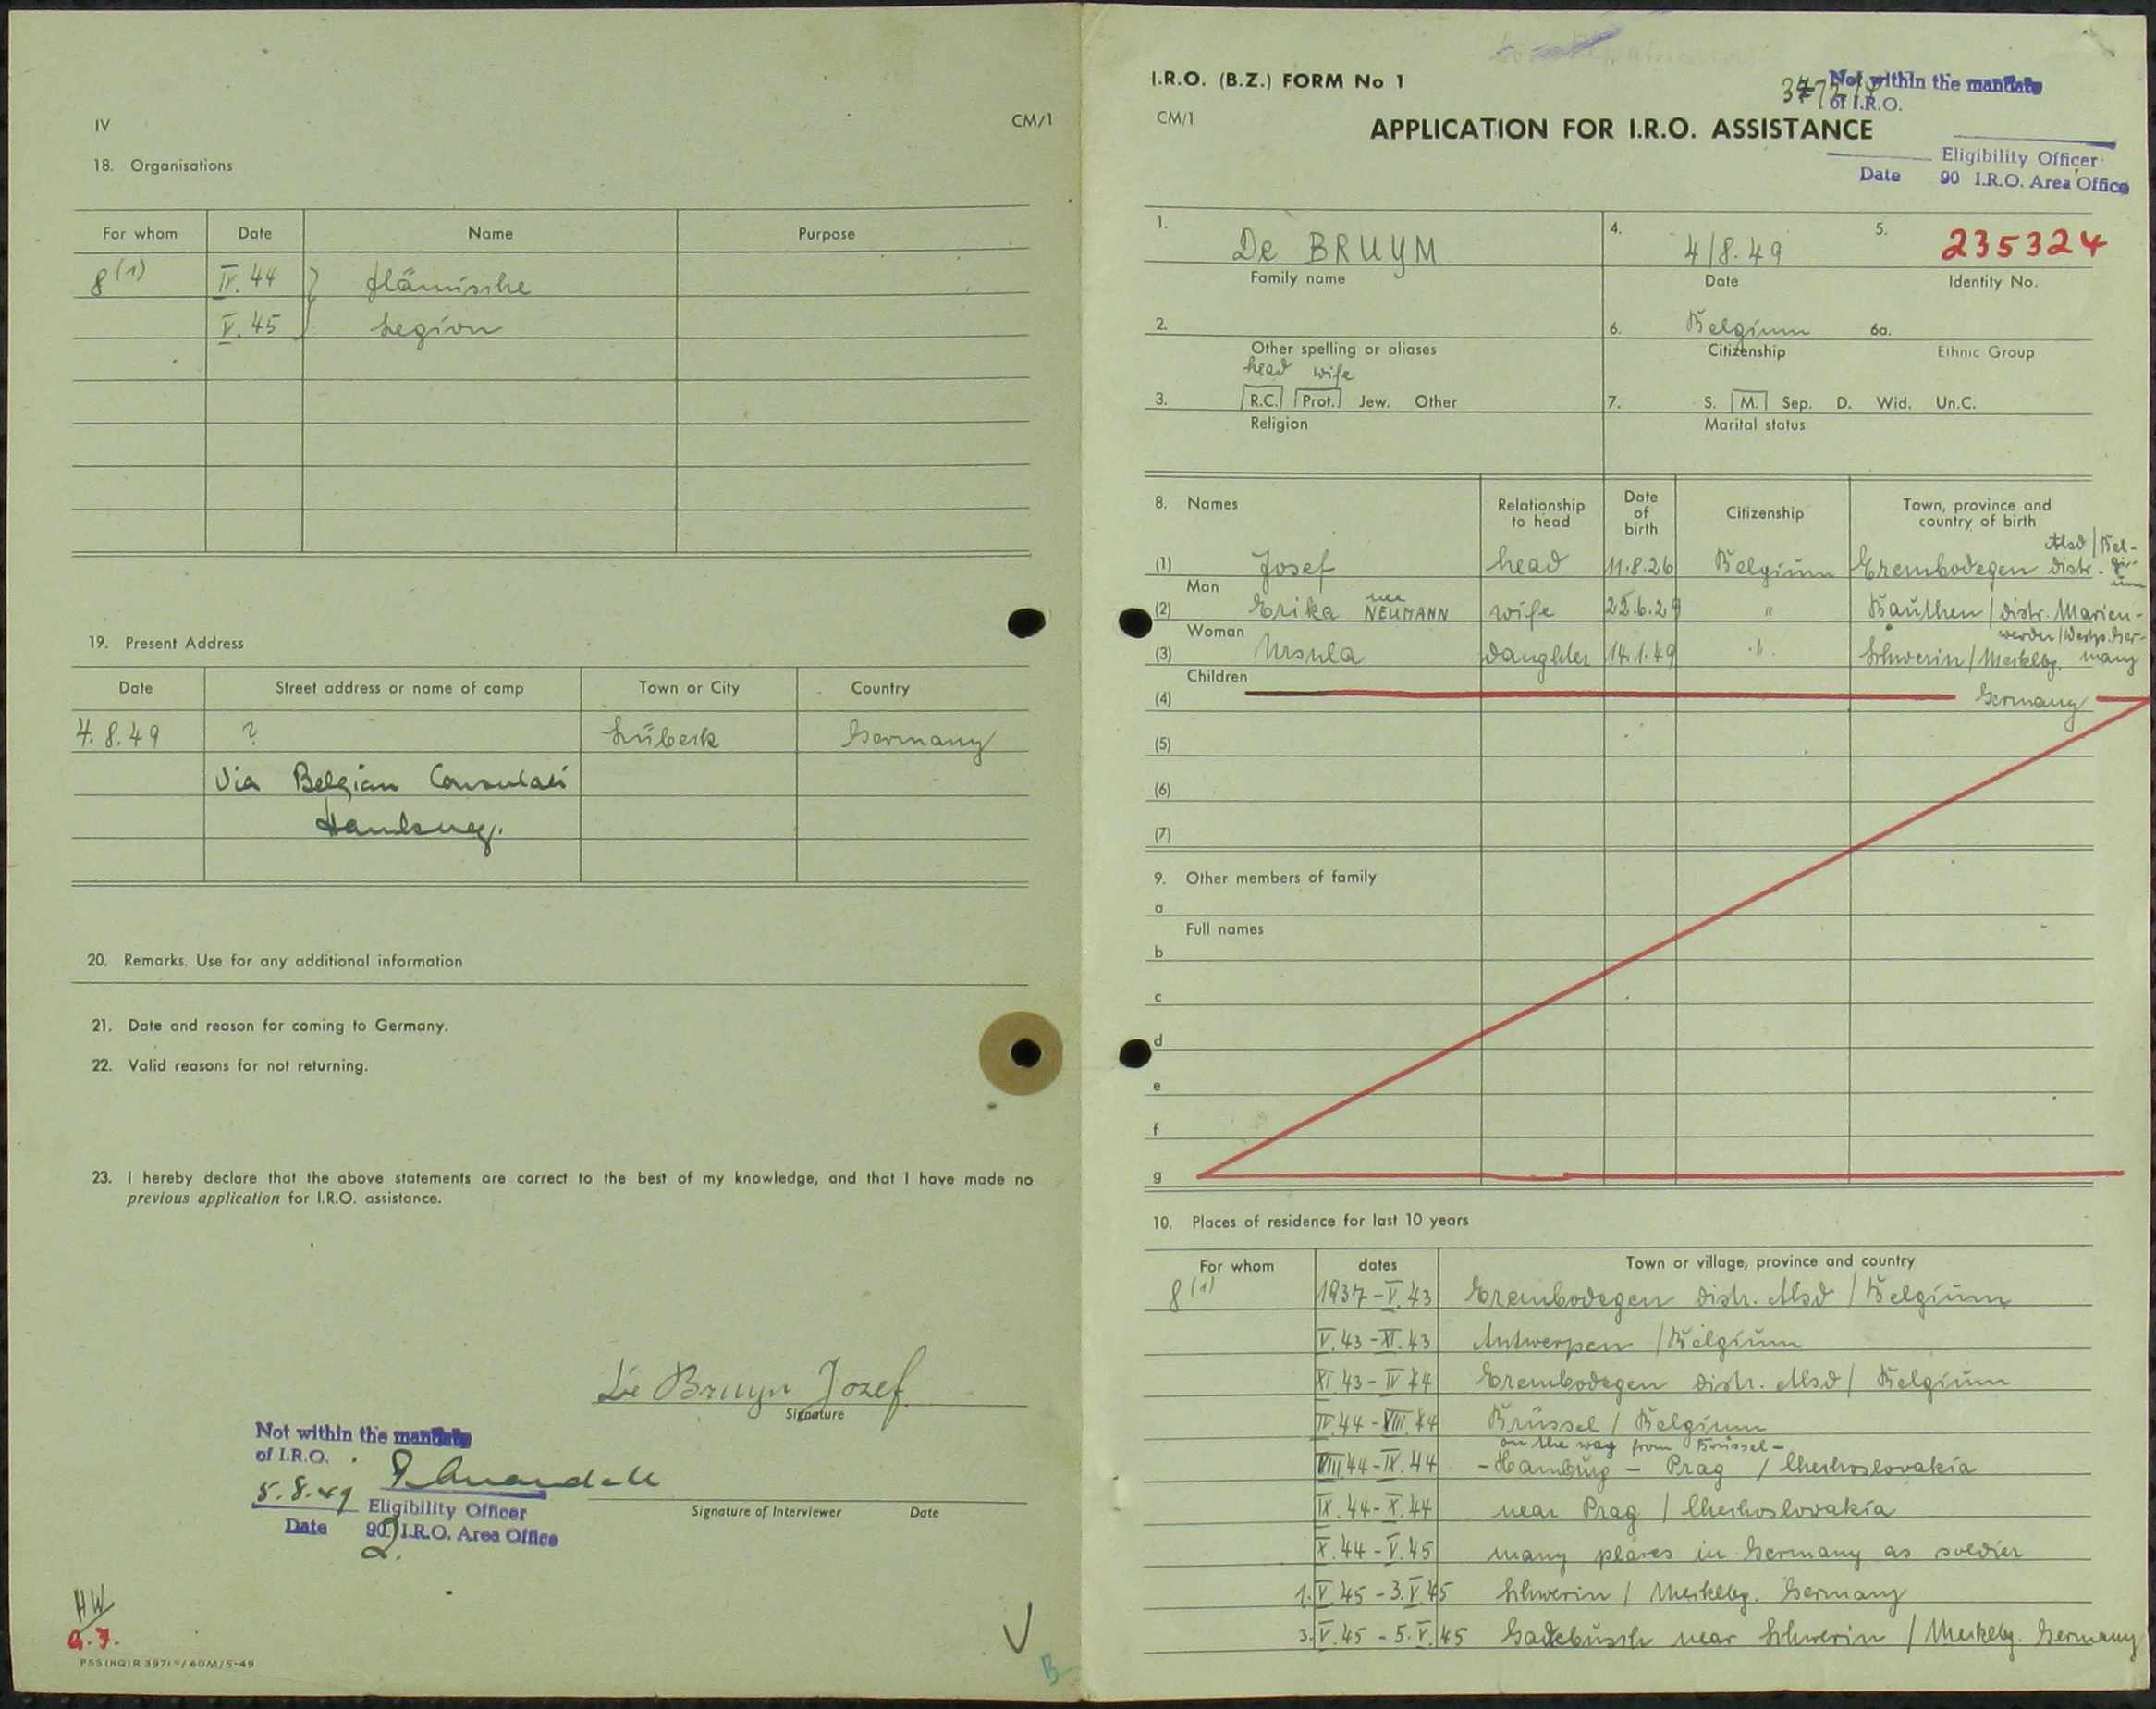 IV
CM/1
18. Organisations
For whom Date Name Purpose
8(1) IV. 44 } Flämische
V. 45 } Legion
19. Present Address
Date Street address or name of camp Town or City Country
4. 8. 49 ? Lübeck Germany
Via Belgian Consulate
Hamburg.
20. Remarks. Use for any additional information
21. Date and reason for coming to Germany.
22. Valid reasons for not returning.
23. I hereby declare that the above statements are correct to the best of my knowledge, and that I have made no
previous application for I.R.O. assistance.
De Bruyn Jozef
Signature
Not within the mandate
of I.R.O.
5.8.49
Eligibility Officer
Date 90 I.R.O. Area Office
2.
Signature of Interviewer Date
HW
a.7.
PSS (HQ) R 3971 / 60M / 5-49
B
I.R.O. (B.Z.) FORM No 1
Not within the mandate
of I.R.O.
CM/1
APPLICATION FOR I.R.O. ASSISTANCE
Eligibility Officer
Date 90 I.R.O. Area Office
1. De BRUYM 4. 4/8. 49 5. 235324
Family name Date Identity No.
2. 6. Belgium 6a.
Other spelling or aliases Citizenship Ethnic Group
head wife
3. R.C. Prot. Jew. Other 7. S. M. Sep. D. Wid. Un.C.
Religion Marital status
8. Names Relationship to head Date of birth Citizenship Town, province and country of birth
(1) Josef head 11.8.26 Belgium Erembodegen distr. Alsd / Belgium
Man
(2) Erika nee NEUMANN wife 22.6.29 " Bauthen / distr. Marienwerder / Westpr. Germany
Woman
(3) Ursula daughter 14.1.49 " Schwerin / Mecklbg.
Children
(4) Germany
(5)
(6)
(7)
9. Other members of family
a
Full names
b
c
d
e
f
g
10. Places of residence for last 10 years
For whom dates Town or village, province and country
8(1) 1937 - V. 43 Erembodegen distr. Alsd / Belgium
V. 43 - XI. 43 Antwerpen / Belgium
XI. 43 - IV 44 Erembodegen distr. Alsd / Belgium
IV. 44 - VIII. 44 Brüssel / Belgium
on the way from Brüssel -
VIII 44 - IX. 44 - Hamburg - Prag / Chechoslovakia
IX. 44 - X. 44 near Prag / Chechoslovakia
X. 44 - V. 45 many places in Germany as soldier
1. V. 45 - 3. V. 45 Schwerin / Mecklbg. Germany
3. V. 45 - 5. V. 45 Gadebusch near Schwerin / Mecklbg. Germany